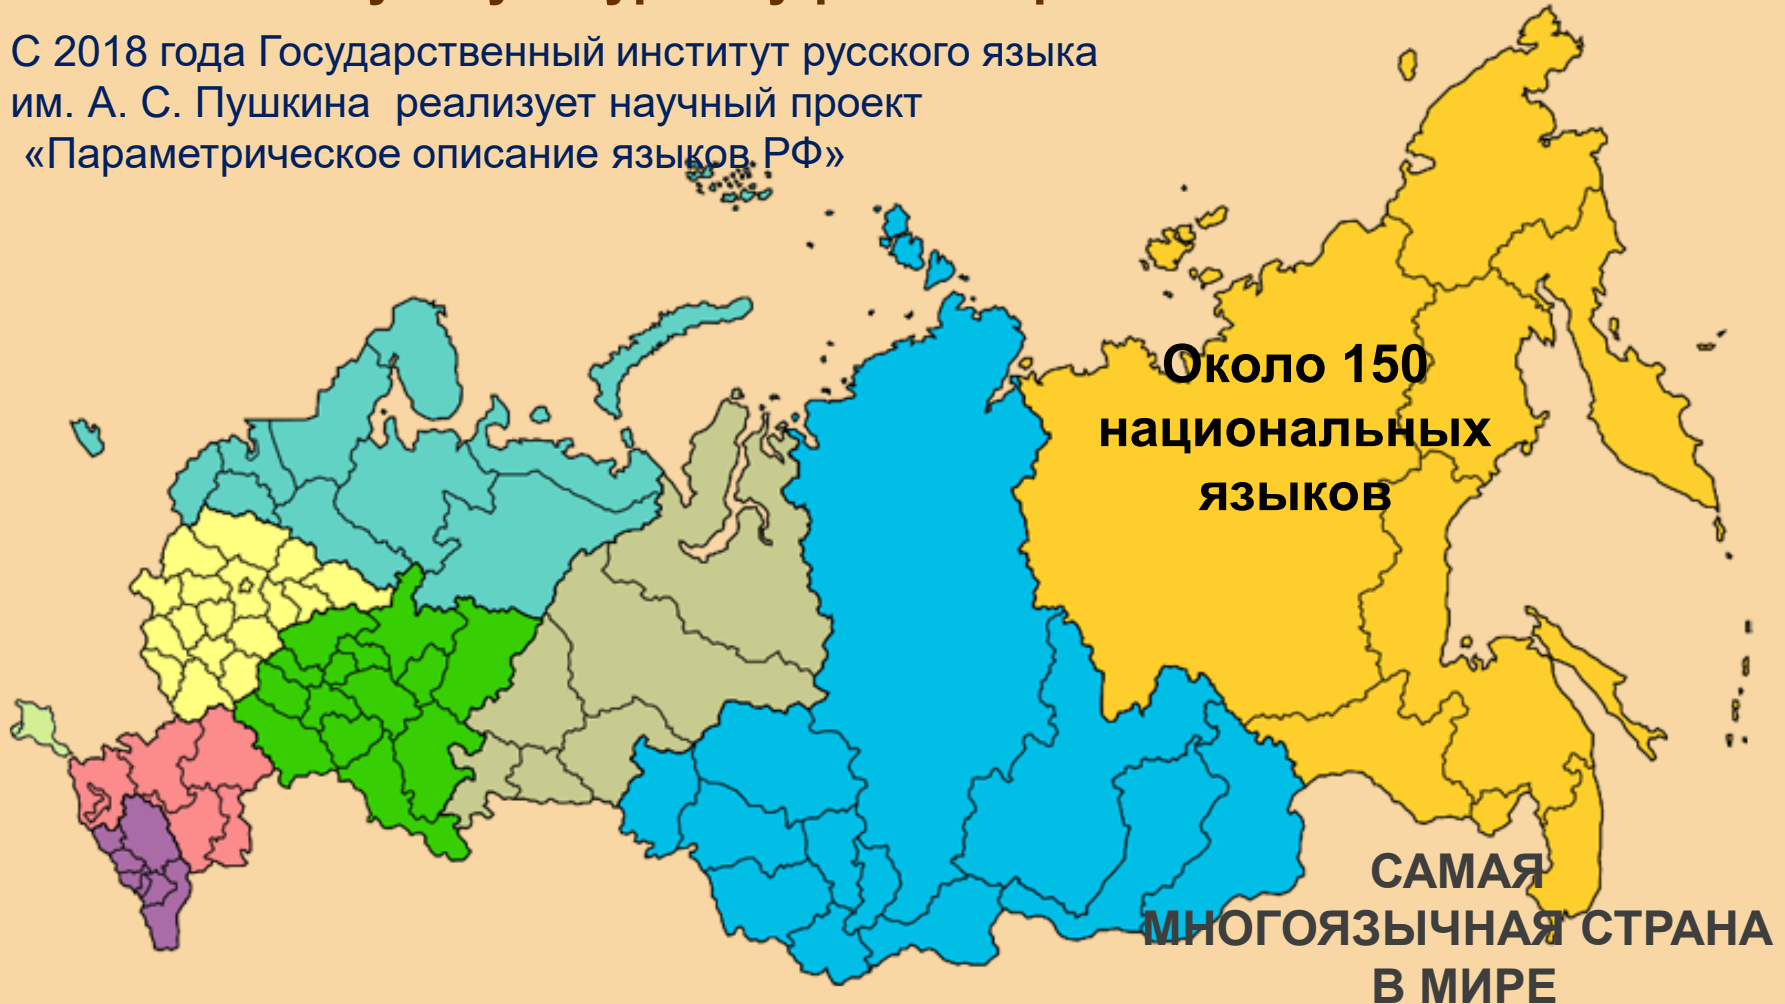 С 2018 года Государственный институт русского языка
им. А. С. Пушкина реализует научный проект
«Параметрическое описание языков РФ»
Около 150
национальных
языков
САМАЯ
МНОГОЯЗЫЧНАЯ СТРАНА
В МИРЕ